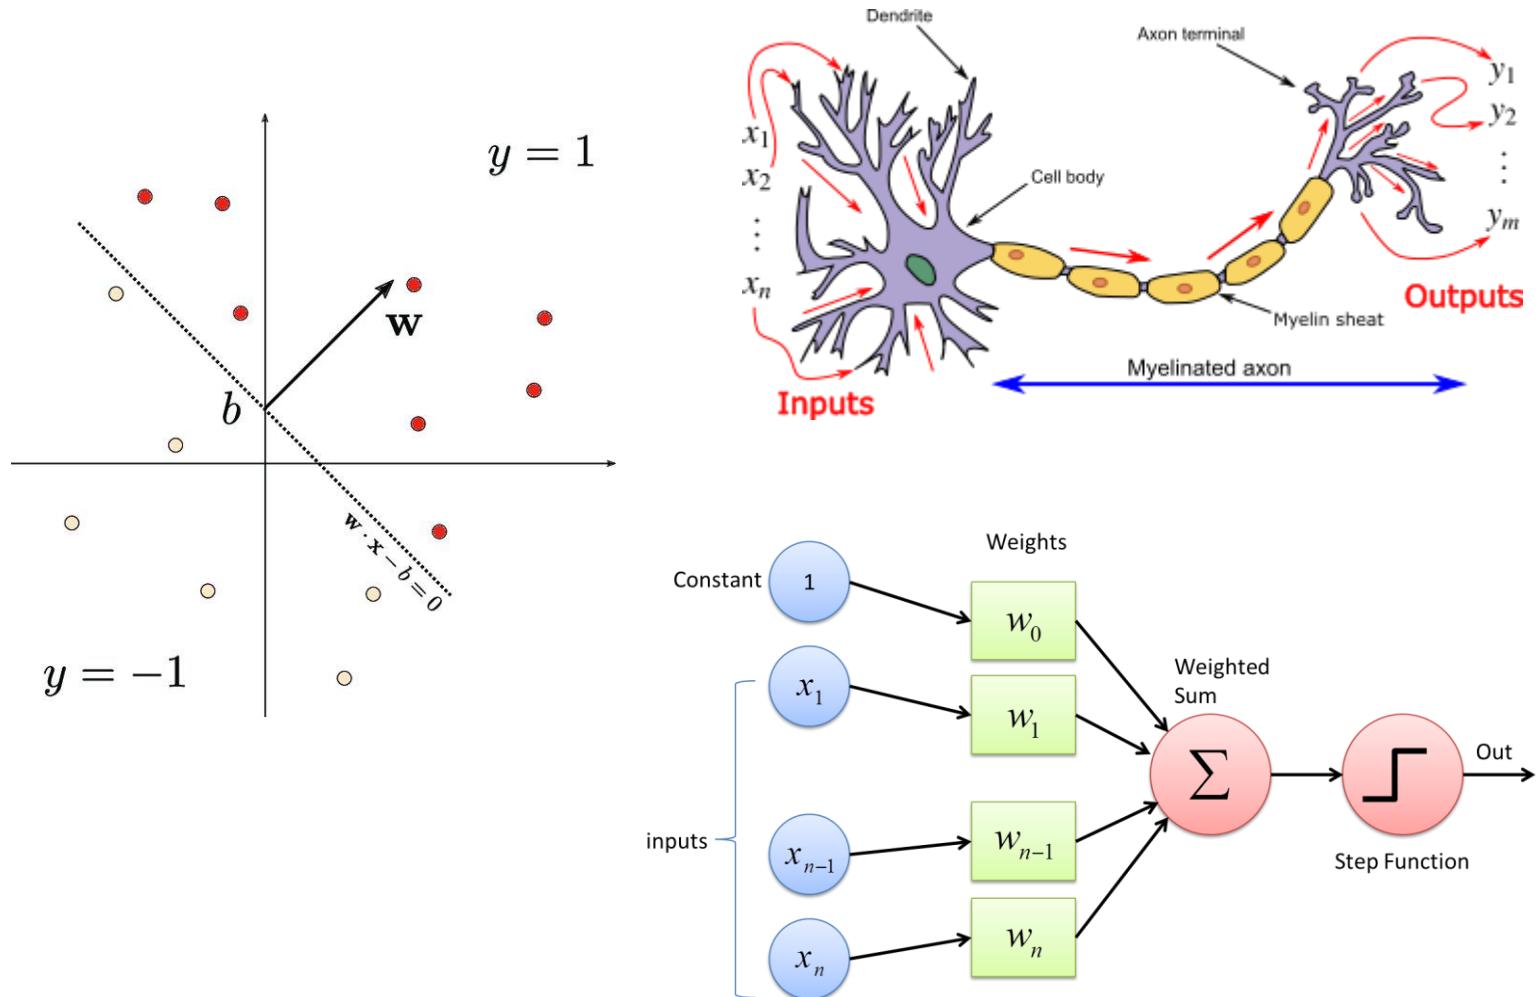 y = 1
w
b
w · x − b = 0
y = −1
Dendrite
Axon terminal
x₁
x₂
⋮
xₙ
Cell body
y₁
y₂
⋮
yₘ
Outputs
Myelin sheat
Myelinated axon
Inputs
Weights
Constant
1
w₀
x₁
w₁
Weighted
Sum
inputs
xₙ₋₁
wₙ₋₁
xₙ
wₙ
Σ
Out
Step Function